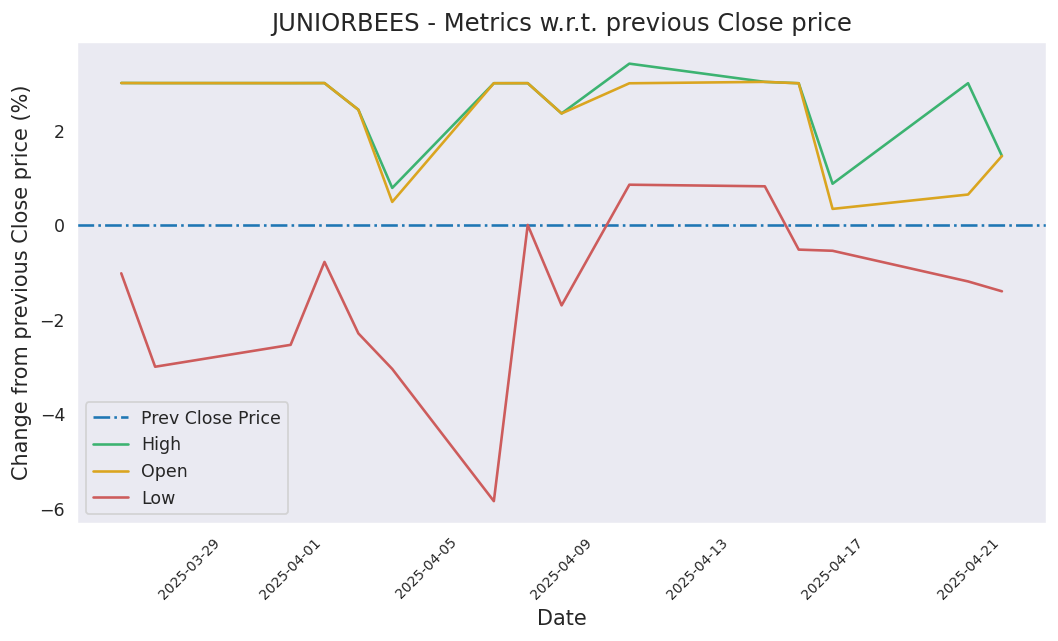 JUNIORBEES - Metrics w.r.t. previous Close price
Change from previous Close price (%)
2
0
−2
−4
−6
Prev Close Price
High
Open
Low
2025-03-29
2025-04-01
2025-04-05
2025-04-09
2025-04-13
2025-04-17
2025-04-21
Date